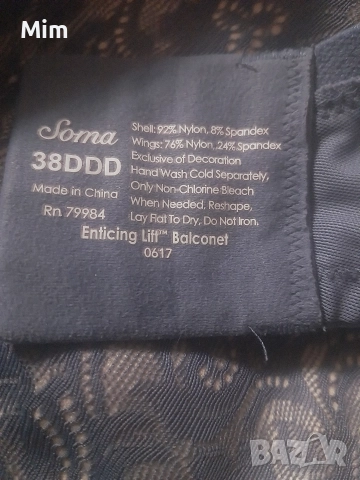 Mim
Soma
38DDD
Made in China
Rn 79984
Shell: 92% Nylon, 8% Spandex
Wings: 76% Nylon, 24% Spandex
Exclusive of Decoration
Hand Wash Cold Separately,
Only Non-Chlorine Bleach
When Needed, Reshape,
Lay Flat To Dry, Do Not Iron.
Enticing Lift™ Balconet
0617
BAZAR